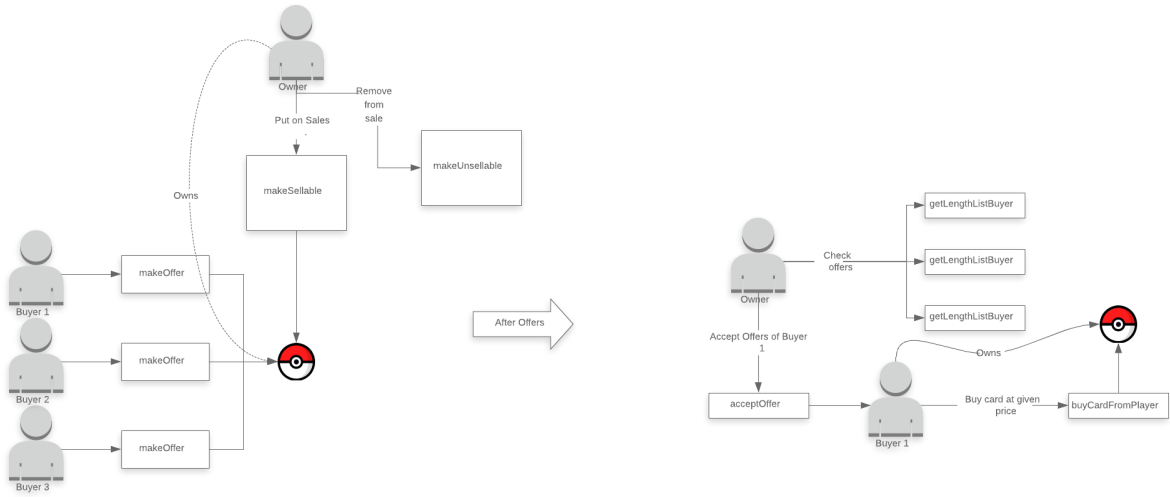 Owner
Remove
from
sale
Put on Sales
makeUnsellable
makeSellable
Owns
makeOffer
Buyer 1
makeOffer
Buyer 2
makeOffer
Buyer 3
After Offers
getLengthListBuyer
Check
offers
getLengthListBuyer
Owner
getLengthListBuyer
Accept Offers of Buyer
1
Owns
acceptOffer
Buy card at given
price
buyCardFromPlayer
Buyer 1